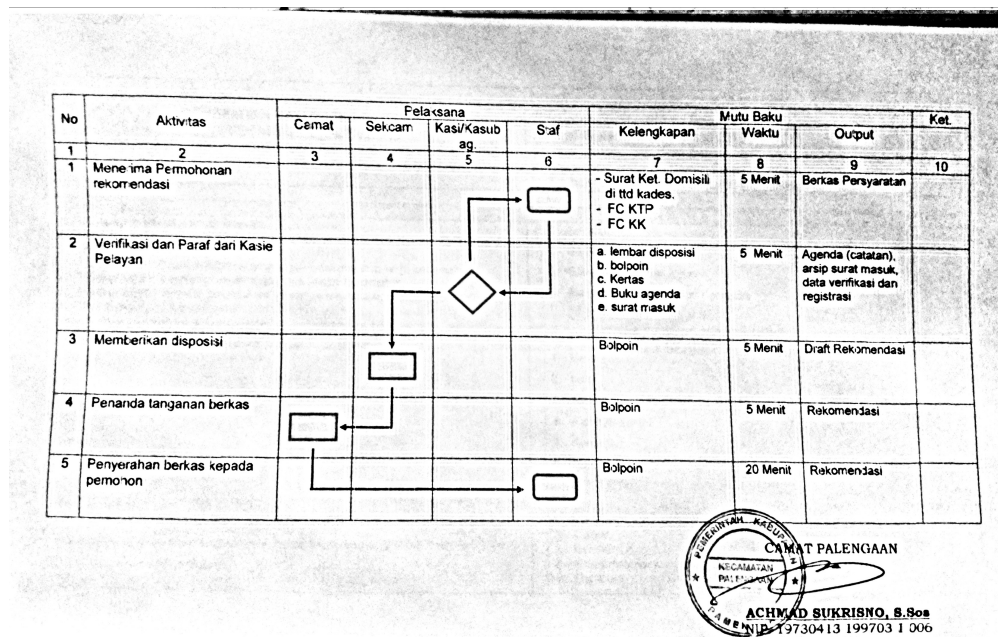 No Aktivitas Pelaksana Mutu Baku Ket.
Camat Sekcam Kasi/Kasub ag. Staf Kelengkapan Waktu Output
1 2 3 4 5 6 7 8 9 10
1 Menerima Permohonan rekomendasi - Surat Ket. Domisili di ttd kades. 5 Menit Berkas Persyaratan
- FC KTP
- FC KK
2 Verifikasi dan Paraf dari Kasie Pelayan a. lembar disposisi 5 Menit Agenda (catatan),
b. bolpoin arsip surat masuk,
c. Kertas data verifikasi dan
d. Buku agenda registrasi
e. surat masuk
3 Memberikan disposisi Bolpoin 5 Menit Draft Rekomendasi
4 Penanda tanganan berkas Bolpoin 5 Menit Rekomendasi
5 Penyerahan berkas kepada pemohon Bolpoin 20 Menit Rekomendasi
PEMERINTAH KABUPATEN
CAMAT PALENGAAN
KECAMATAN
PALENGAAN
ACHMAD SUKRISNO, S.Sos
NIP. 19730413 199703 1 006